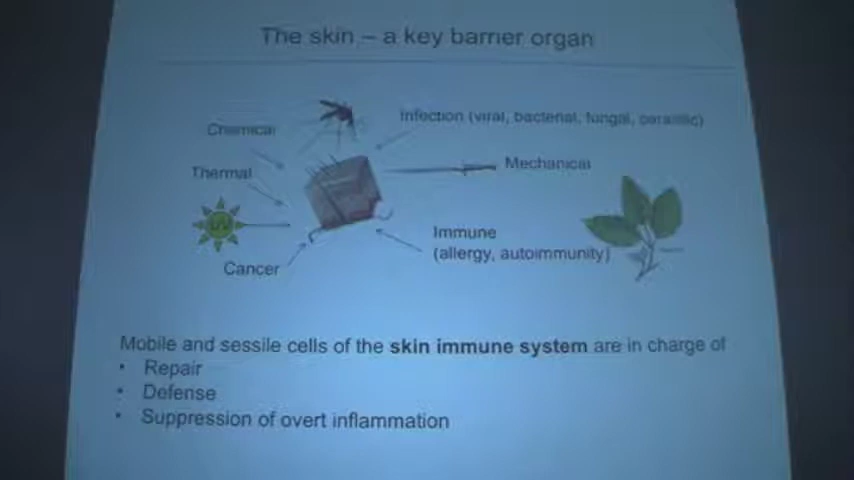 The skin – a key barrier organ
Chemical
Infection (viral, bacterial, fungal, parasitic)
Thermal
Mechanical
UV
Immune
(allergy, autoimmunity)
Cancer
Mobile and sessile cells of the skin immune system are in charge of
• Repair
• Defense
• Suppression of overt inflammation